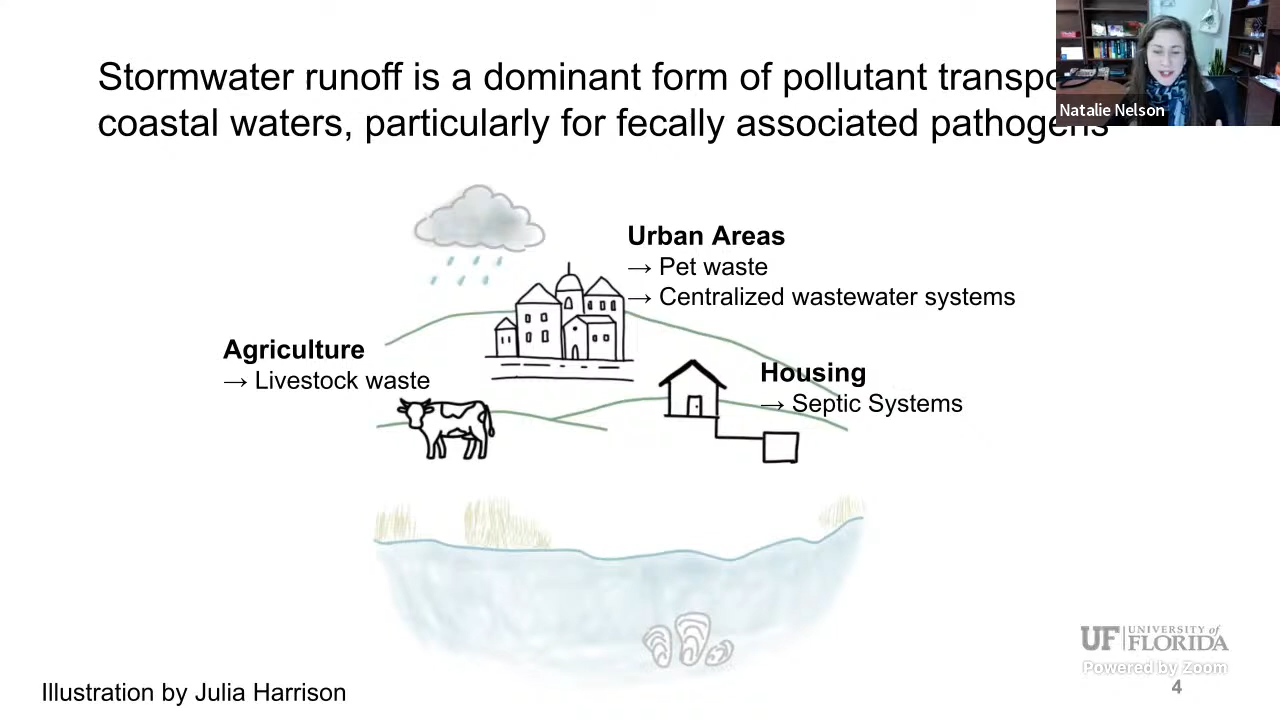 Stormwater runoff is a dominant form of pollutant transpo
coastal waters, particularly for fecally associated pathogens
Natalie Nelson
Urban Areas
→ Pet waste
→ Centralized wastewater systems
Agriculture
→ Livestock waste
Housing
→ Septic Systems
UF UNIVERSITY of
FLORIDA
Powered by Zoom
4
Illustration by Julia Harrison